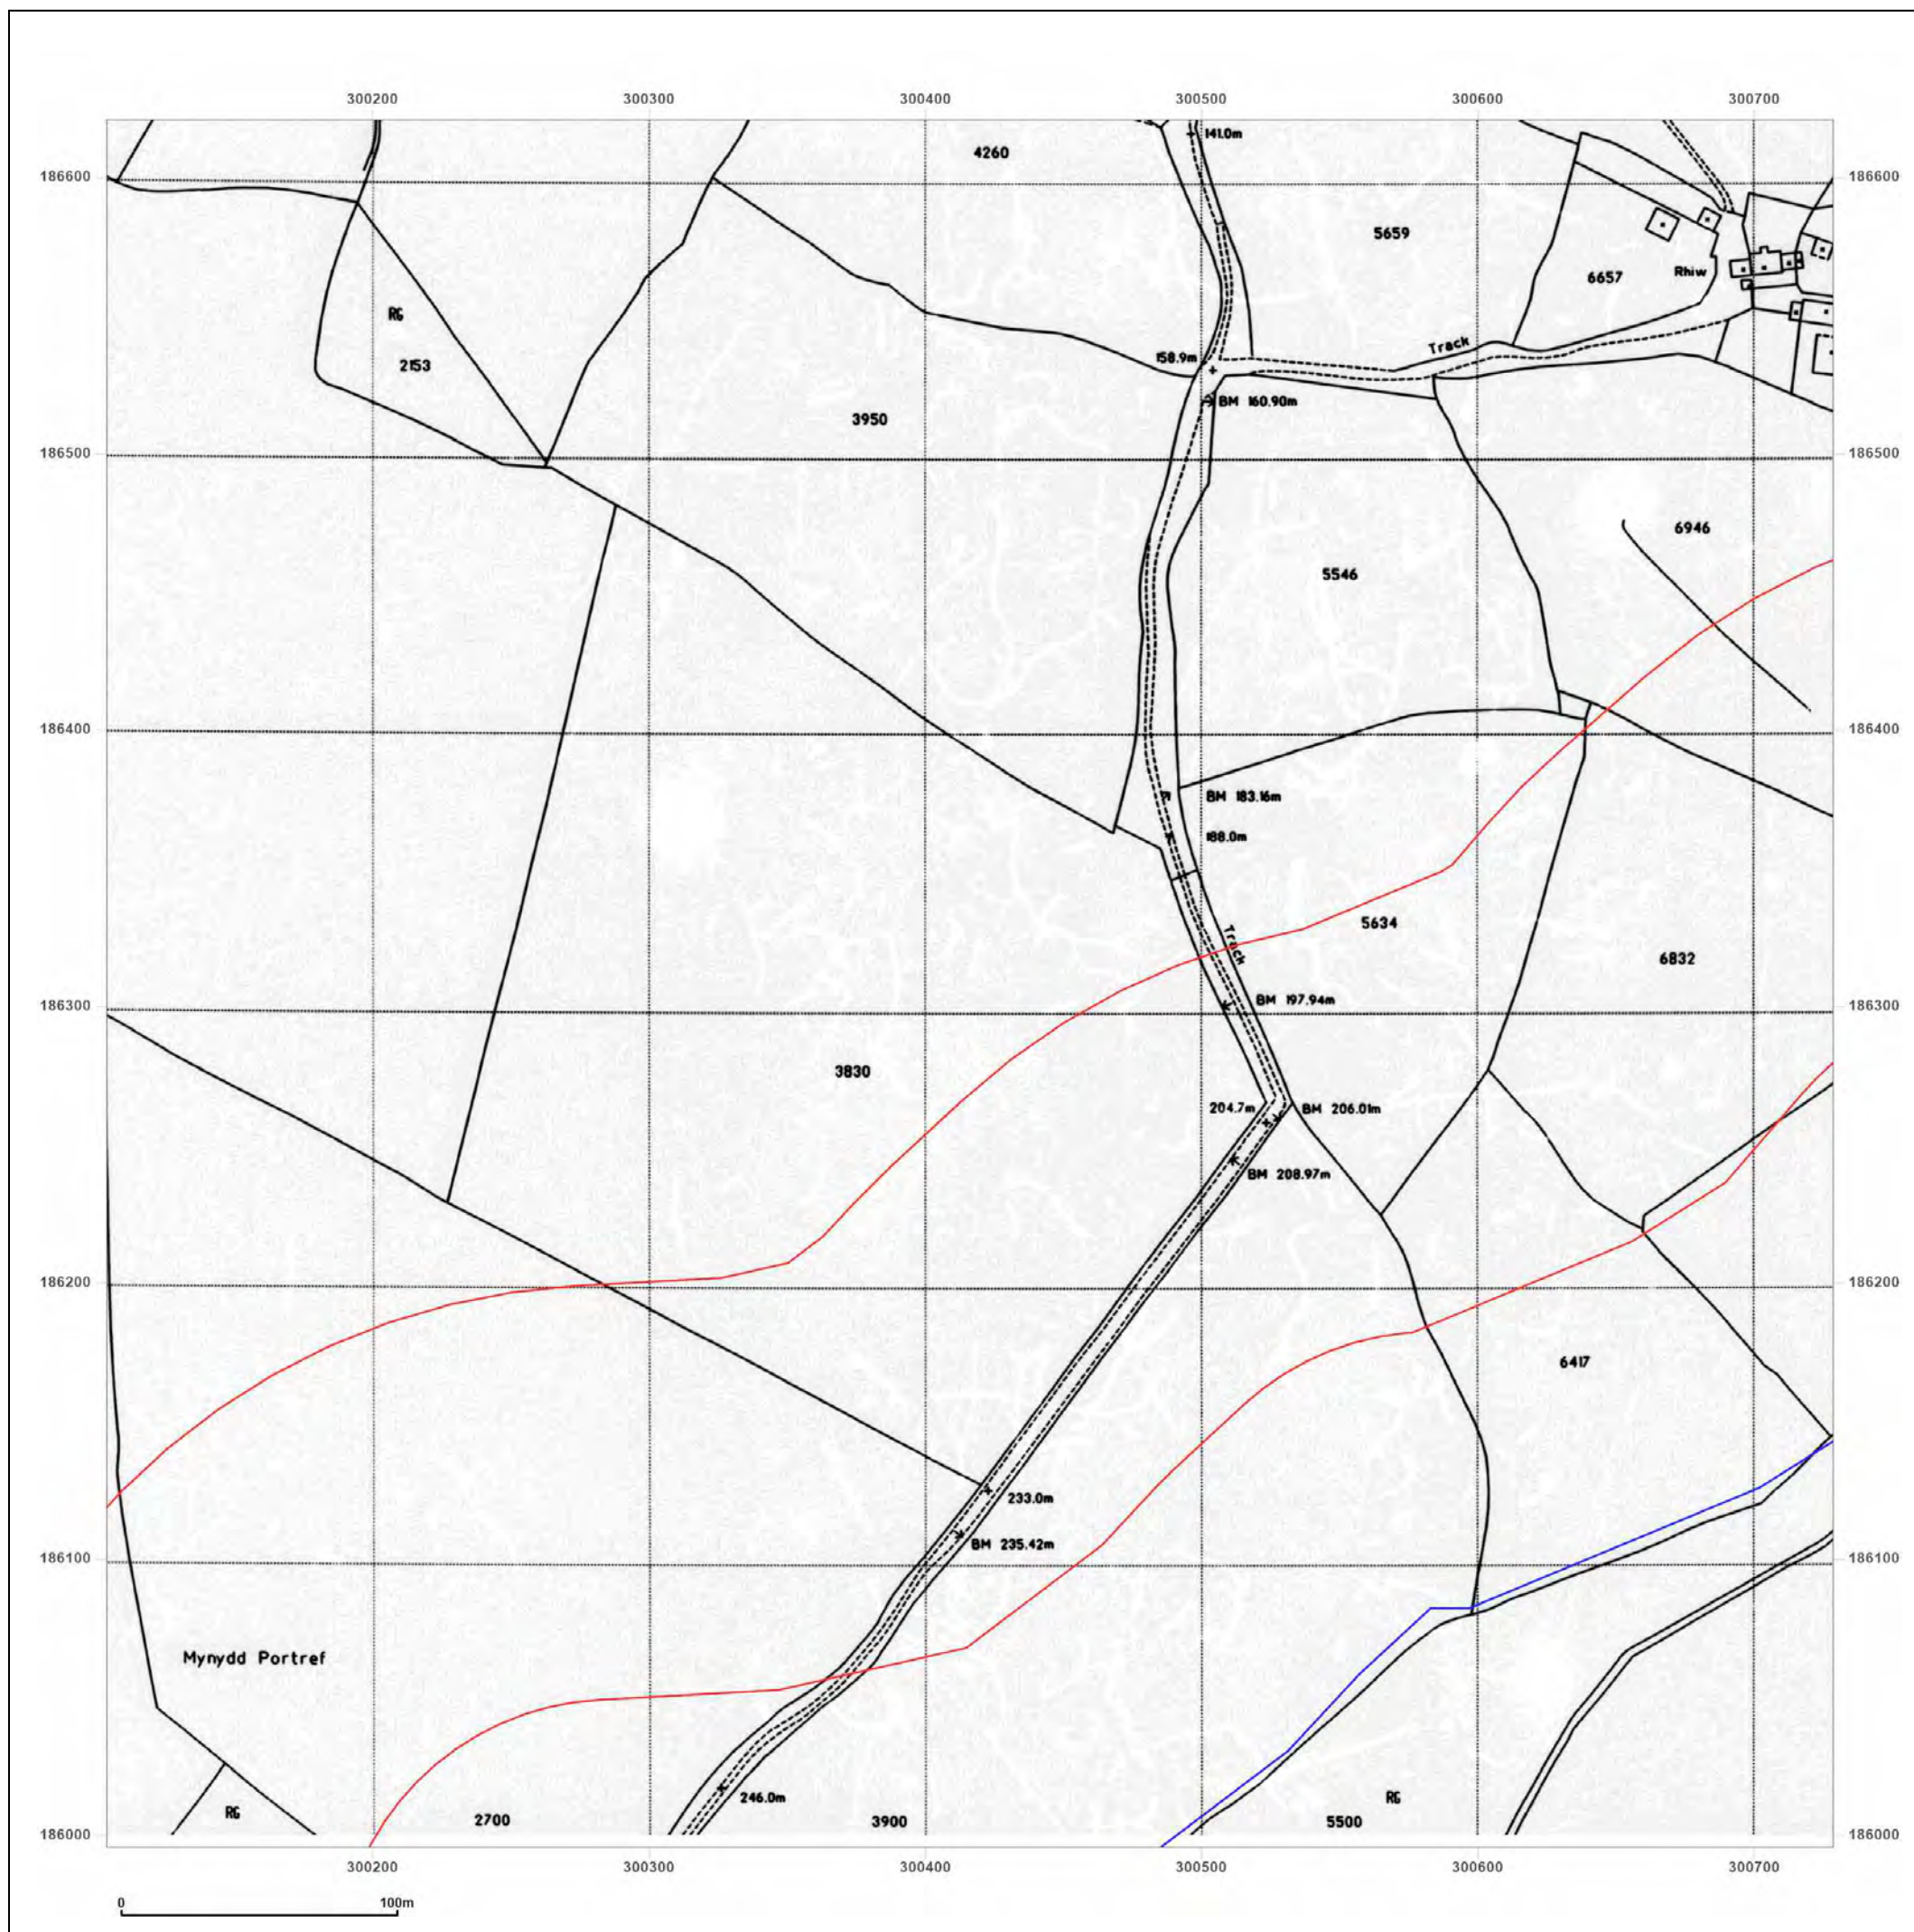 300200 300300 300400 300500 300600 300700
141.0m
4260
186600 186600
5659
Rhiw
6657
RG
Track
158.9m
2153
BM 160.90m
3950
186500 186500
6946
5546
186400 186400
BM 183.16m
188.0m
5634
Track
6832
BM 197.94m
186300 186300
3830
204.7m BM 206.01m
BM 208.97m
186200 186200
6417
233.0m
BM 235.42m
186100 186100
Mynydd Portref
246.0m RG
RG
2700 3900 5500
186000 186000
300200 300300 300400 300500 300600 300700
0 100m